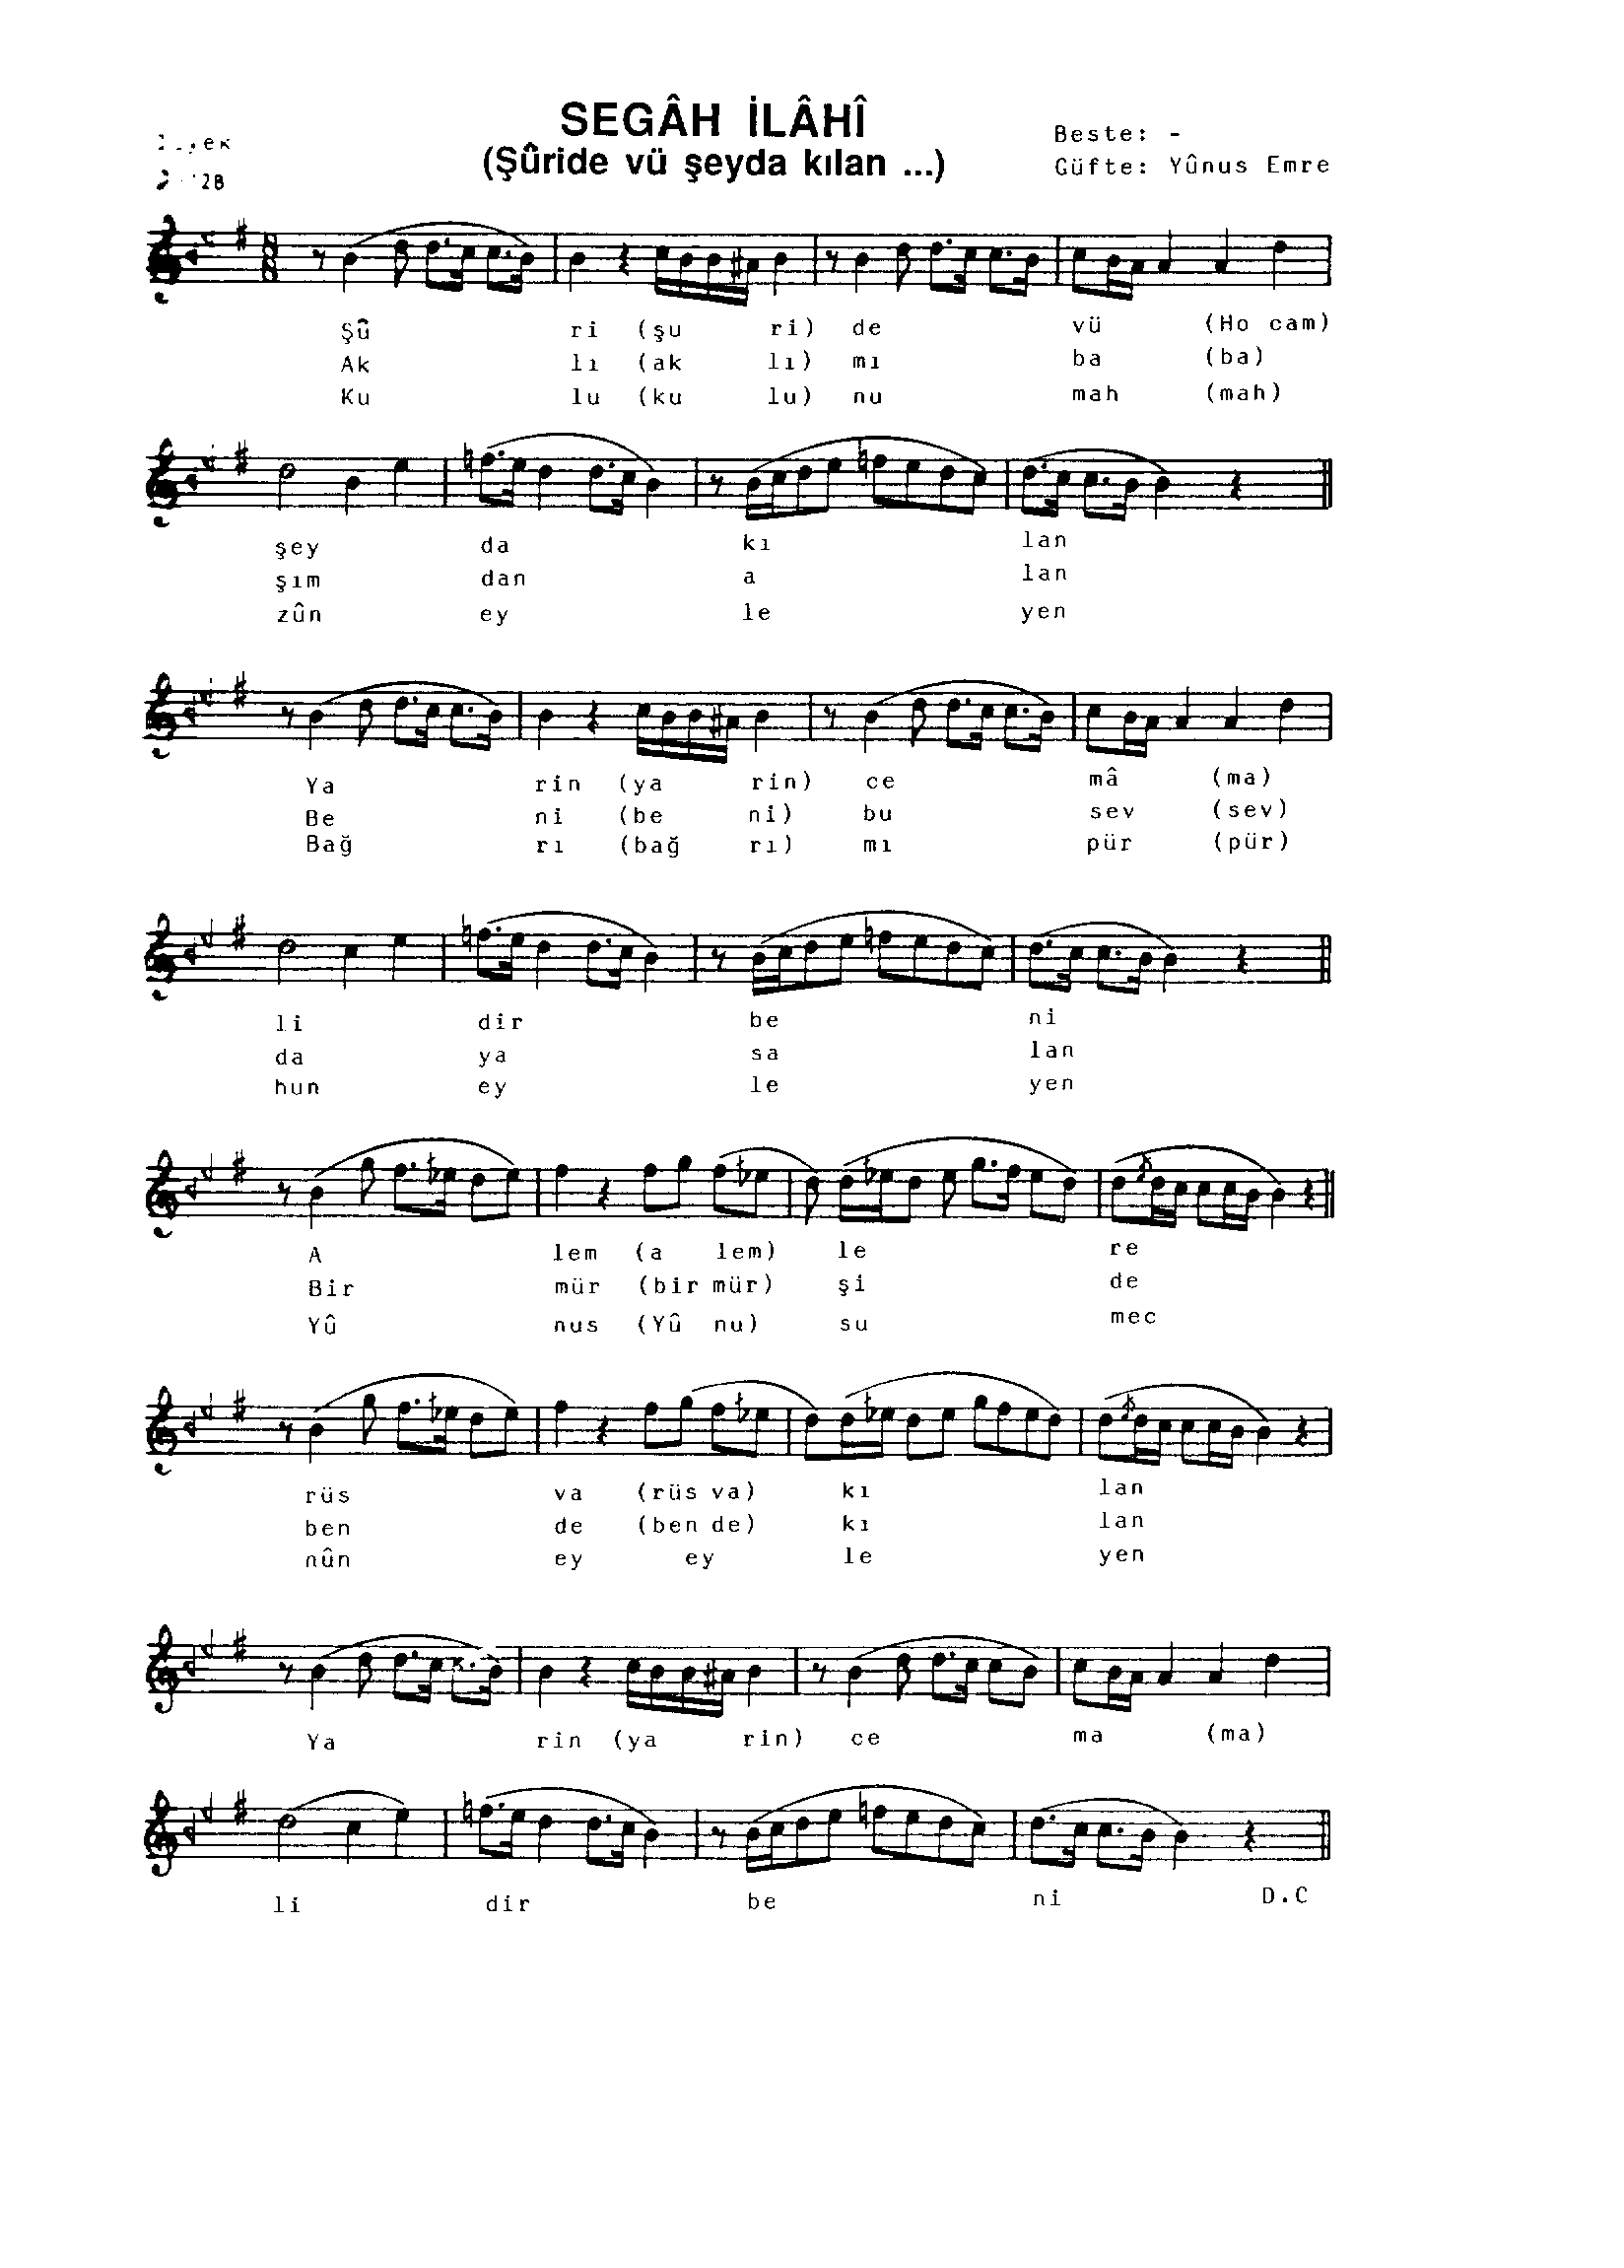 SEGÂH İLÂHÎ
(Şûride vü şeyda kılan ...)
Beste: -
Güfte: Yûnus Emre
128
8
8
Şû ri (şu ri) de vü (Ho cam)
Ak lı (ak lı) mı ba (ba)
Ku lu (ku lu) nu mah (mah)
şey da kı lan
şım dan a lan
zûn ey le yen
Ya rin (ya rin) ce mâ (ma)
Be ni (be ni) bu sev (sev)
Bağ rı (bağ rı) mı pür (pür)
li dir be ni
da ya sa lan
hun ey le yen
A lem (a lem) le re
Bir mür (bir mür) şi de
Yû nus (Yû nu) su mec
rüs va (rüs va) kı lan
ben de (ben de) kı lan
nûn ey ey le yen
Ya rin (ya rin) ce ma (ma)
li dir be ni D.C